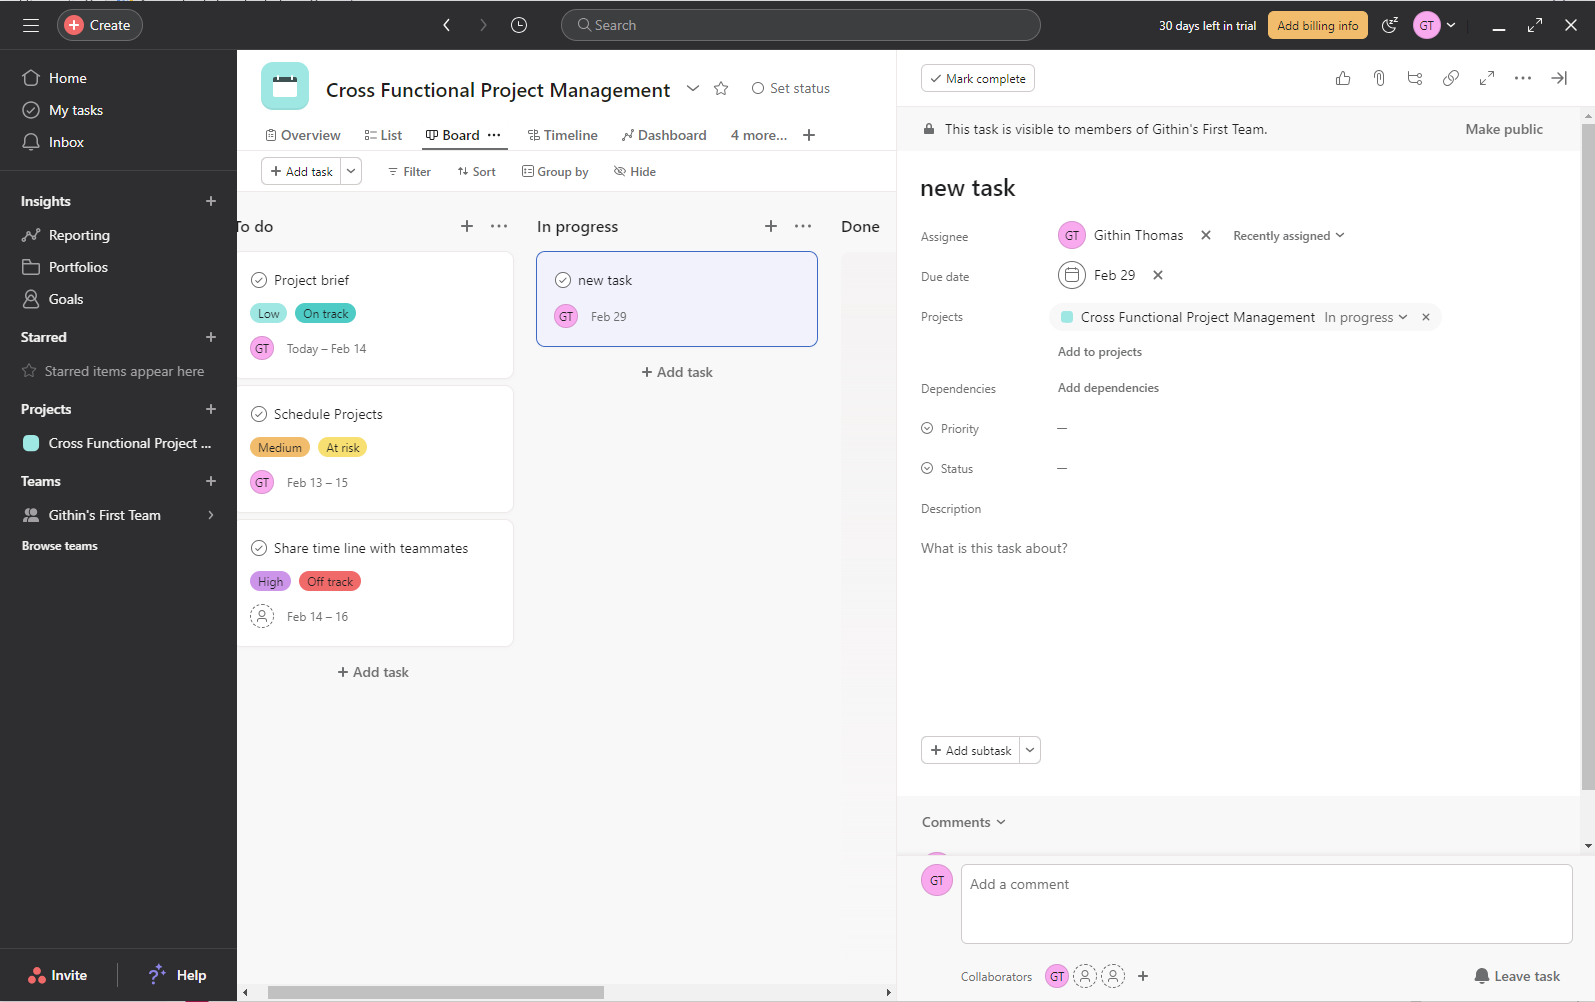 Create
Search
30 days left in trial
Add billing info
GT
Home
My tasks
Inbox
Insights
Reporting
Portfolios
Goals
Starred
Starred items appear here
Projects
Cross Functional Project ...
Teams
Githin's First Team
Browse teams
Invite
Help
Cross Functional Project Management
Set status
Overview
List
Board
Timeline
Dashboard
4 more...
Add task
Filter
Sort
Group by
Hide
To do
Project brief
Low
On track
GT
Today – Feb 14
Schedule Projects
Medium
At risk
GT
Feb 13 – 15
Share time line with teammates
High
Off track
Feb 14 – 16
+ Add task
In progress
new task
GT
Feb 29
+ Add task
Done
Mark complete
This task is visible to members of Githin's First Team.
Make public
new task
Assignee
GT
Githin Thomas
Recently assigned
Due date
Feb 29
Projects
Cross Functional Project Management
In progress
Add to projects
Dependencies
Add dependencies
Priority
—
Status
—
Description
What is this task about?
+ Add subtask
Comments
GT
Add a comment
Collaborators
GT
Leave task